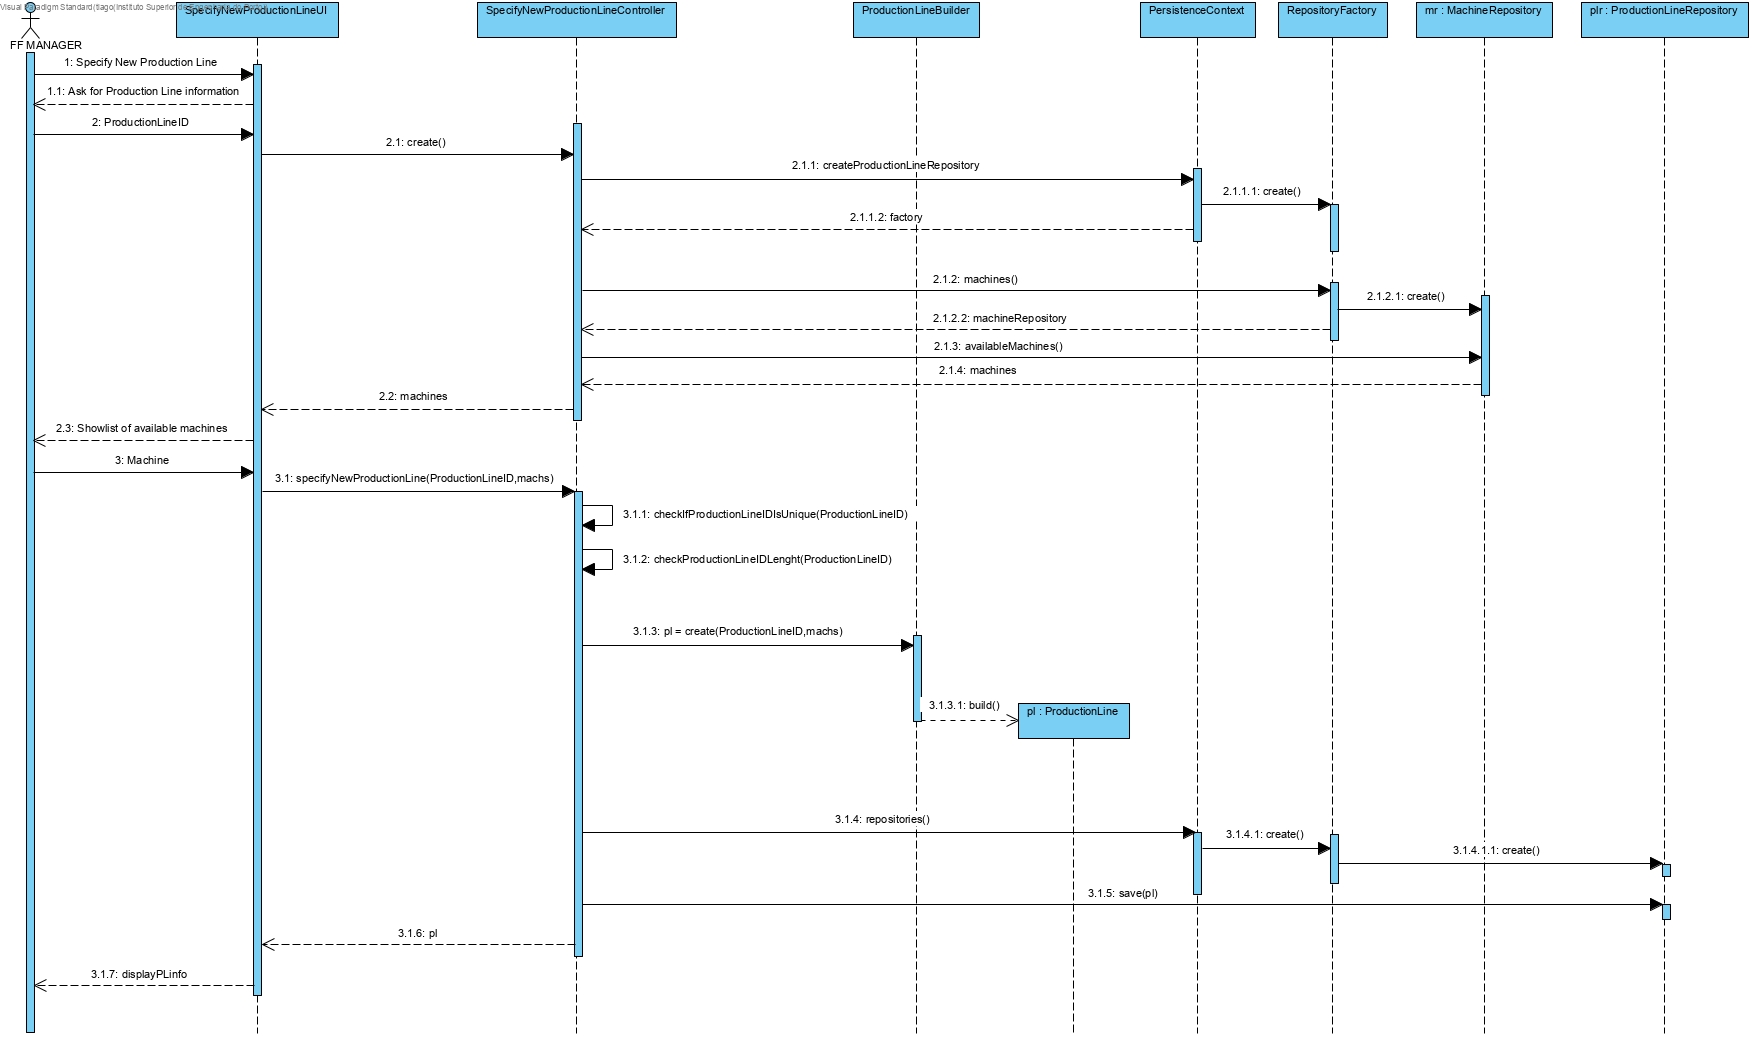 Visual Paradigm Standard(tiago(Instituto Superior de
SpecifyNewProductionLineUI
SpecifyNewProductionLineController
ProductionLineBuilder
PersistenceContext
RepositoryFactory
mr : MachineRepository
plr : ProductionLineRepository
FF MANAGER
1: Specify New Production Line
1.1: Ask for Production Line information
2: ProductionLineID
2.1: create()
2.1.1: createProductionLineRepository
2.1.1.1: create()
2.1.1.2: factory
2.1.2: machines()
2.1.2.1: create()
2.1.2.2: machineRepository
2.1.3: availableMachines()
2.1.4: machines
2.2: machines
2.3: Showlist of available machines
3: Machine
3.1: specifyNewProductionLine(ProductionLineID,machs)
3.1.1: checkIfProductionLineIDIsUnique(ProductionLineID)
3.1.2: checkProductionLineIDLenght(ProductionLineID)
3.1.3: pl = create(ProductionLineID,machs)
3.1.3.1: build()
pl : ProductionLine
3.1.4: repositories()
3.1.4.1: create()
3.1.4.1.1: create()
3.1.5: save(pl)
3.1.6: pl
3.1.7: displayPLinfo